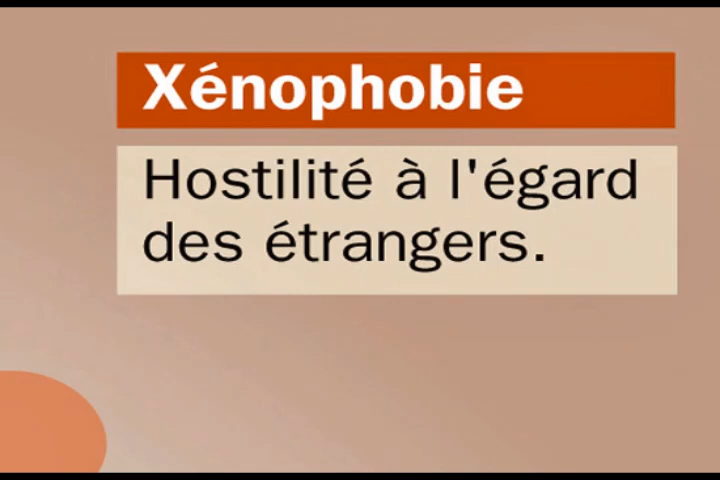 Xénophobie
Hostilité à l'égard
des étrangers.